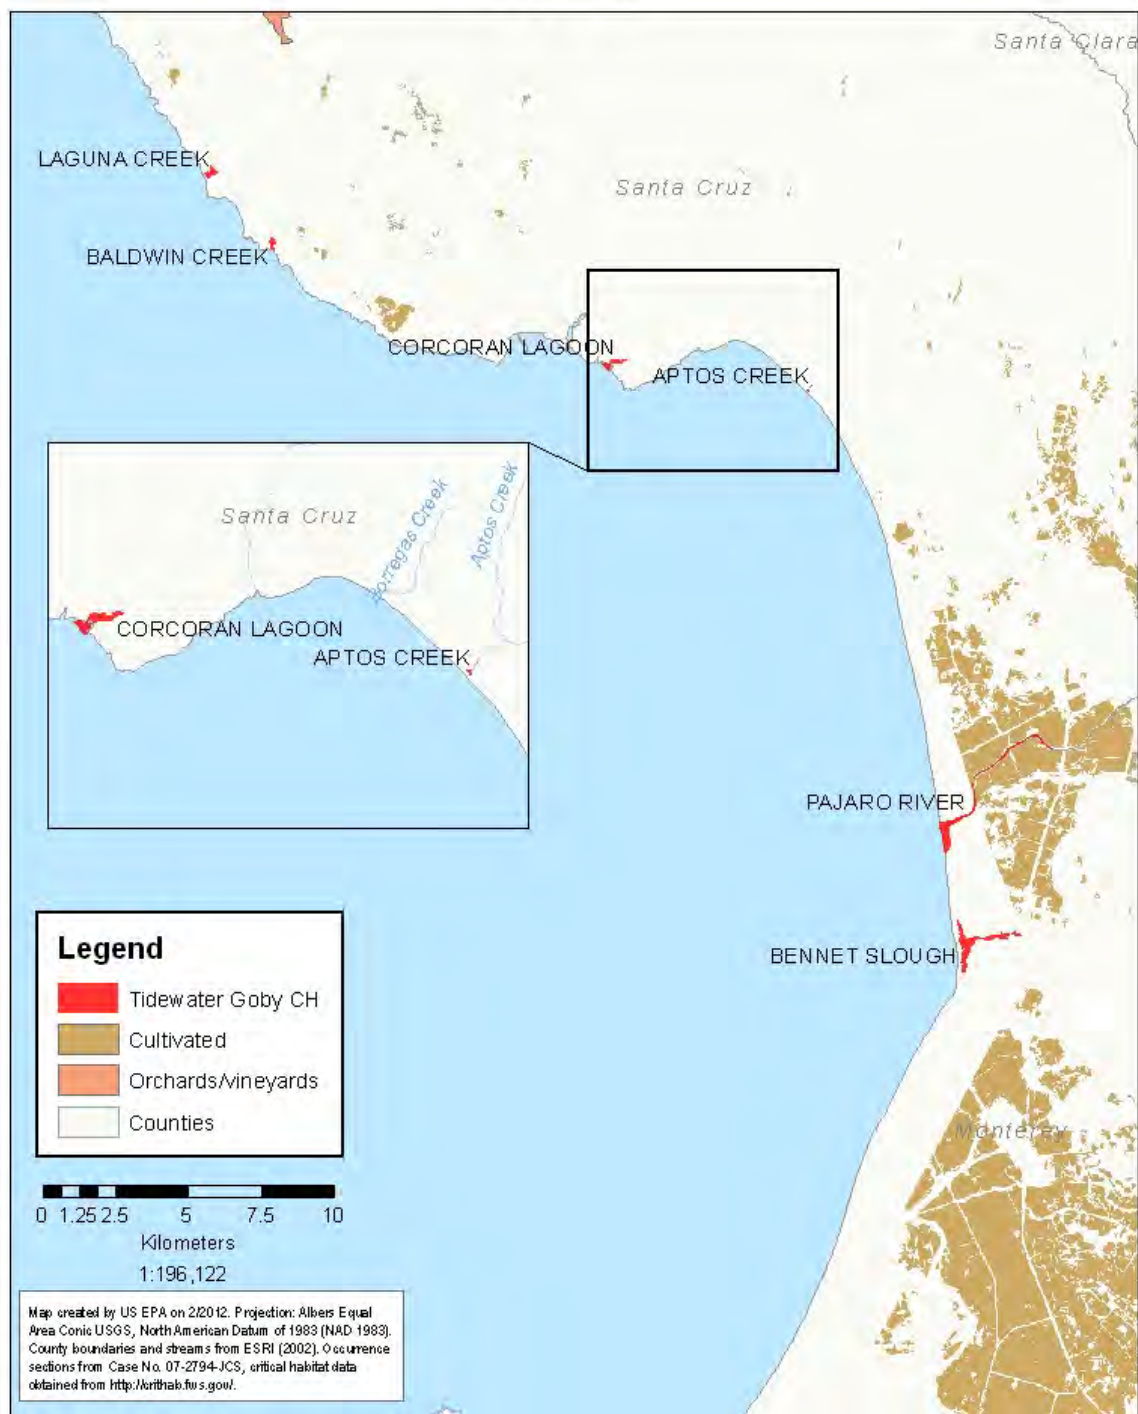 Santa Clara
LAGUNA CREEK
Santa Cruz
BALDWIN CREEK
CORCORAN LAGOON
APTOS CREEK
Santa Cruz
Borregas Creek
Aptos Creek
CORCORAN LAGOON
APTOS CREEK
PAJARO RIVER
BENNET SLOUGH
Legend
Tidewater Goby CH
Cultivated
Orchards/vineyards
Counties
Monterey
0 1.25 2.5 5 7.5 10
Kilometers
1:196,122
Map created by US EPA on 2/2012. Projection: Albers Equal
Area Conic USGS, North American Datum of 1983 (NAD 1983).
County boundaries and streams from ESRI (2002). Occurrence
sections from Case No. 07-2794-JCS, critical habitat data
obtained from http://crithab.fws.gov/.